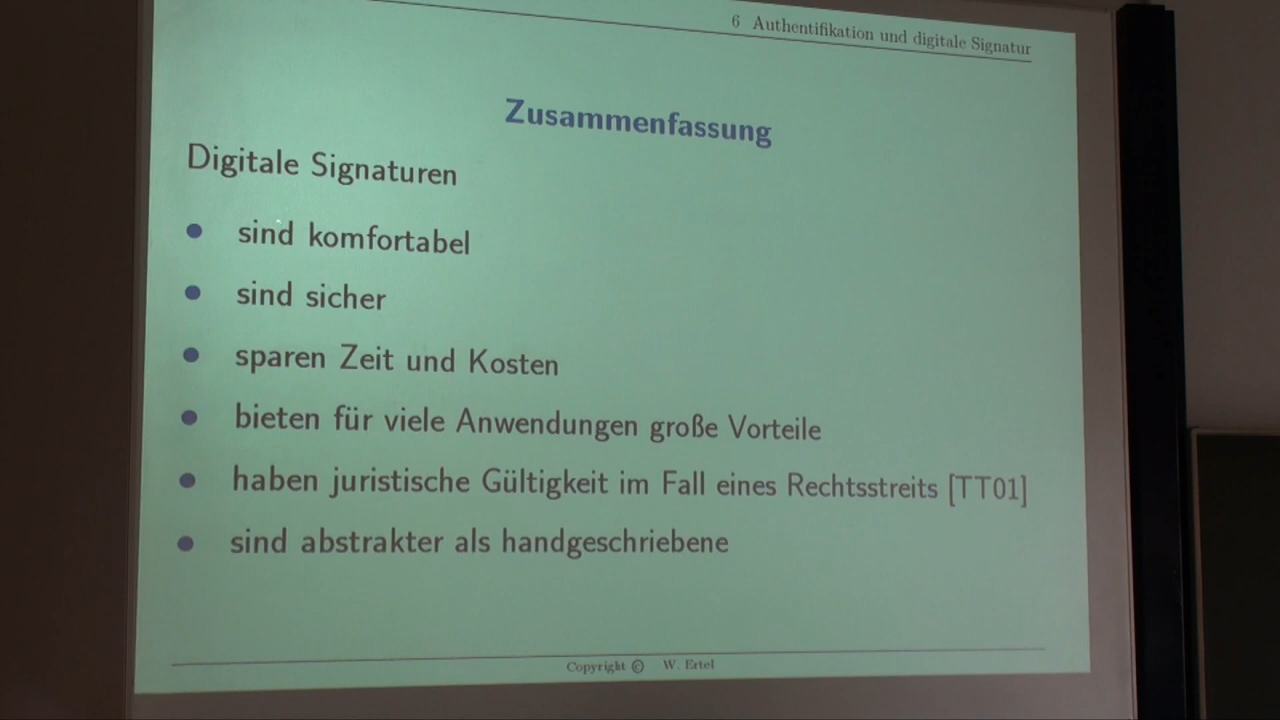 6 Authentifikation und digitale Signatur
Zusammenfassung
Digitale Signaturen
● sind komfortabel
● sind sicher
● sparen Zeit und Kosten
● bieten für viele Anwendungen große Vorteile
● haben juristische Gültigkeit im Fall eines Rechtsstreits [TT01]
● sind abstrakter als handgeschriebene
Copyright © W. Ertel